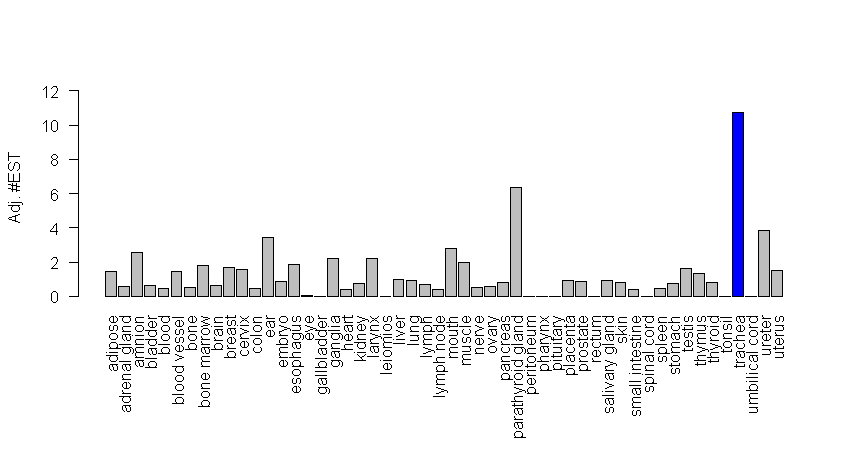 12
10
8
6
4
2
0
Adj. #EST
adipose
adrenal gland
amnion
bladder
blood
blood vessel
bone
bone marrow
brain
breast
cervix
colon
ear
embryo
esophagus
eye
gallbladder
ganglia
heart
kidney
larynx
leiomios
liver
lung
lymph
lymph node
mouth
muscle
nerve
ovary
pancreas
parathyroid gland
peritoneum
pharynx
pituitary
placenta
prostate
rectum
salivary gland
skin
small intestine
spinal cord
spleen
stomach
testis
thymus
thyroid
tonsil
trachea
umbilical cord
ureter
uterus